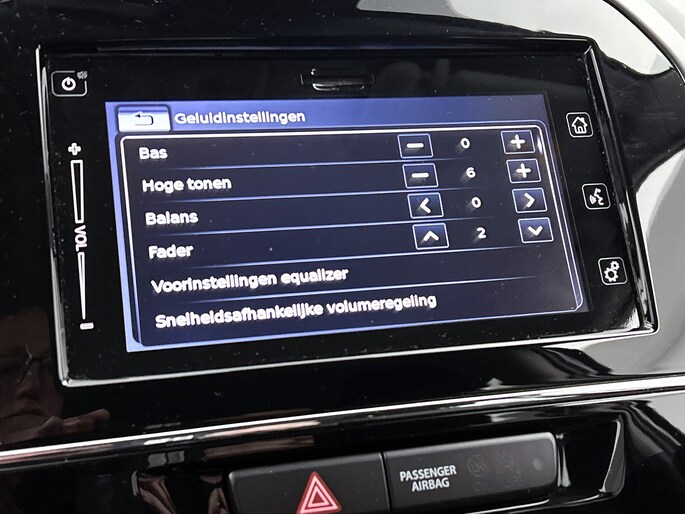 Geluidinstellingen
Bas 0
Hoge tonen 6
Balans 0
Fader 2
Voorinstellingen equalizer
Snelheidsafhankelijke volumeregeling
VOL
PASSENGER
AIRBAG